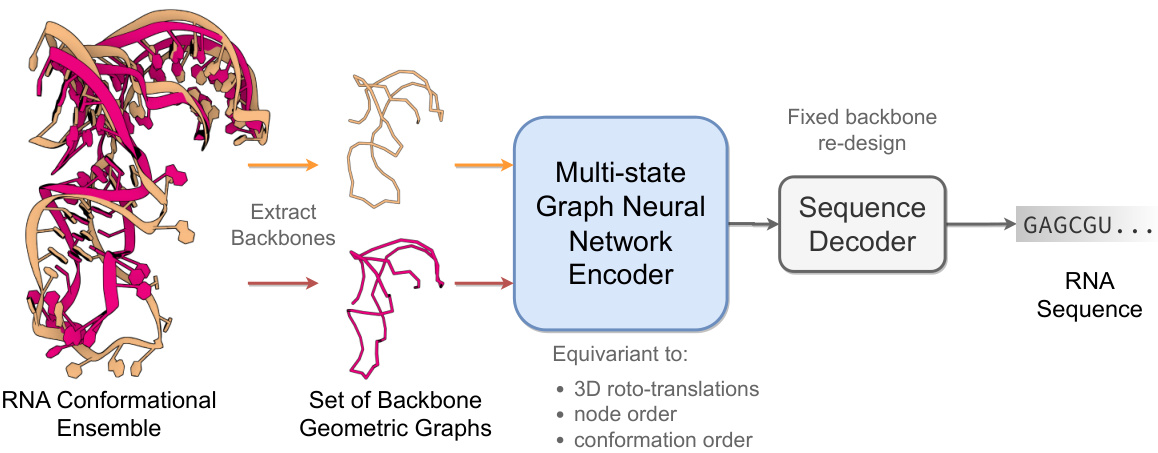 RNA Conformational
Ensemble
Extract
Backbones
Set of Backbone
Geometric Graphs
Multi-state
Graph Neural
Network
Encoder
Equivariant to:
• 3D roto-translations
• node order
• conformation order
Fixed backbone
re-design
Sequence
Decoder
GAGCGU...
RNA
Sequence